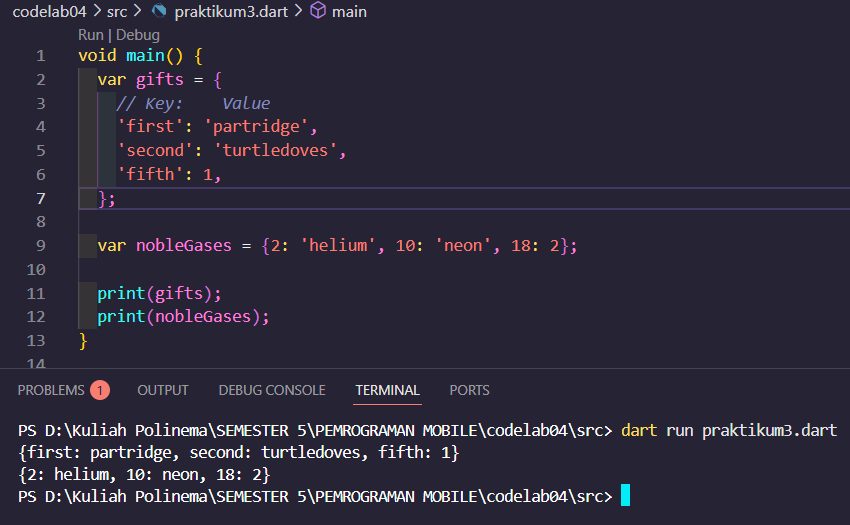 codelab04 > src > praktikum3.dart > main
Run | Debug
1 void main() {
2 var gifts = {
3 // Key:    Value
4 'first': 'partridge',
5 'second': 'turtledoves',
6 'fifth': 1,
7 };
8
9 var nobleGases = {2: 'helium', 10: 'neon', 18: 2};
10
11 print(gifts);
12 print(nobleGases);
13 }
14
PROBLEMS 1 OUTPUT DEBUG CONSOLE TERMINAL PORTS
PS D:\Kuliah Polinema\SEMESTER 5\PEMROGRAMAN MOBILE\codelab04\src> dart run praktikum3.dart
{first: partridge, second: turtledoves, fifth: 1}
{2: helium, 10: neon, 18: 2}
PS D:\Kuliah Polinema\SEMESTER 5\PEMROGRAMAN MOBILE\codelab04\src>